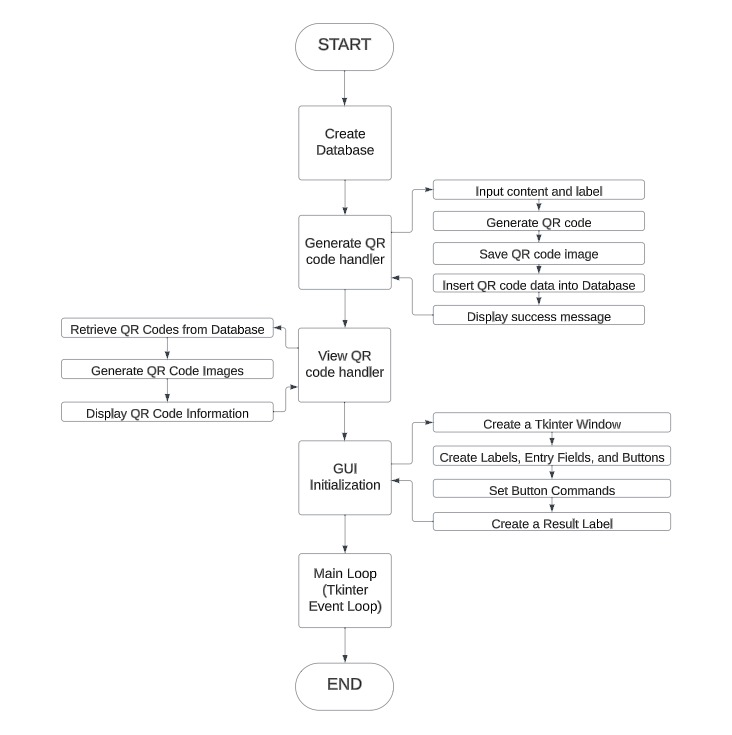 START
Create
Database
Generate QR
code handler
Input content and label
Generate QR code
Save QR code image
Insert QR code data into Database
Display success message
View QR
code handler
Retrieve QR Codes from Database
Generate QR Code Images
Display QR Code Information
GUI
Initialization
Create a Tkinter Window
Create Labels, Entry Fields, and Buttons
Set Button Commands
Create a Result Label
Main Loop
(Tkinter
Event Loop)
END